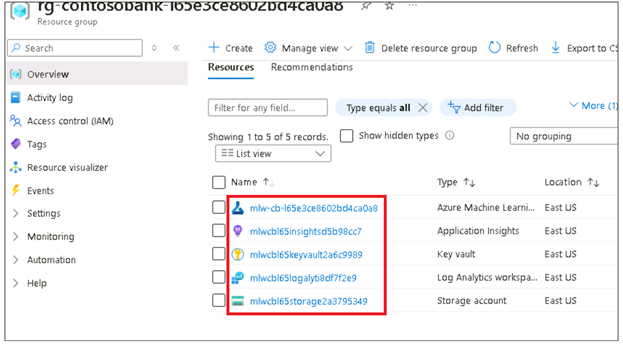 rg-contosobank-l65e3ce8602bd4ca0a8
Resource group
Search
Overview
Activity log
Access control (IAM)
Tags
Resource visualizer
Events
Settings
Monitoring
Automation
Help
Create Manage view Delete resource group Refresh Export to CS
Resources Recommendations
Filter for any field... Type equals all Add filter More (1)
Showing 1 to 5 of 5 records. Show hidden types No grouping
List view
Name Type Location
mlw-cb-l65e3ce8602bd4ca0a8 Azure Machine Learni... East US
mlwcbl65insightsd5b98cc7 Application Insights East US
mlwcbl65keyvault2a6c9989 Key vault East US
mlwcbl65logalyti8df7f2e9 Log Analytics workspa... East US
mlwcbl65storage2a3795349 Storage account East US